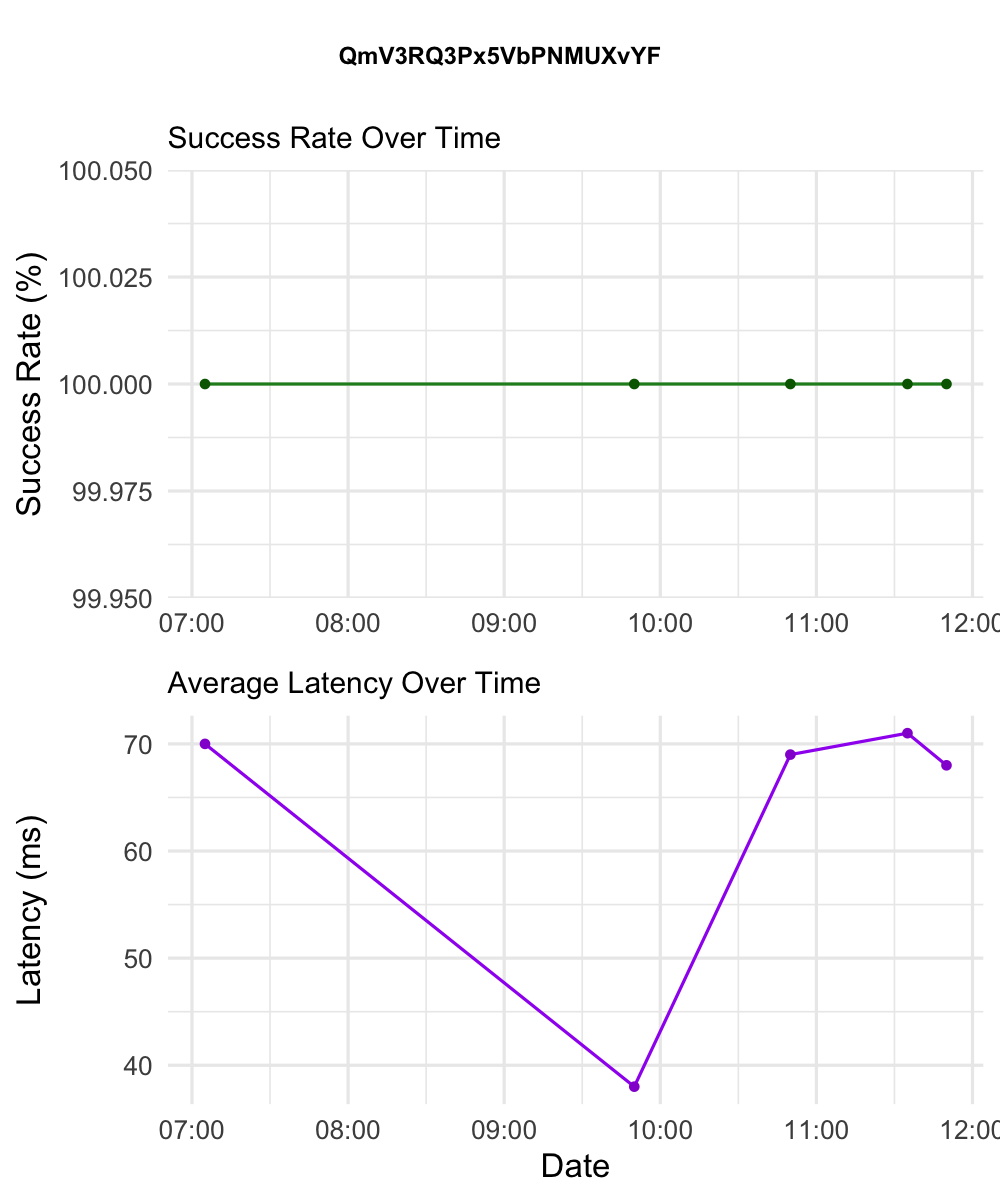 QmV3RQ3Px5VbPNMUXvYF
Success Rate Over Time
Success Rate (%)
100.050
100.025
100.000
99.975
99.950
07:00 08:00 09:00 10:00 11:00 12:00
Average Latency Over Time
Latency (ms)
70
60
50
40
07:00 08:00 09:00 10:00 11:00 12:00
Date